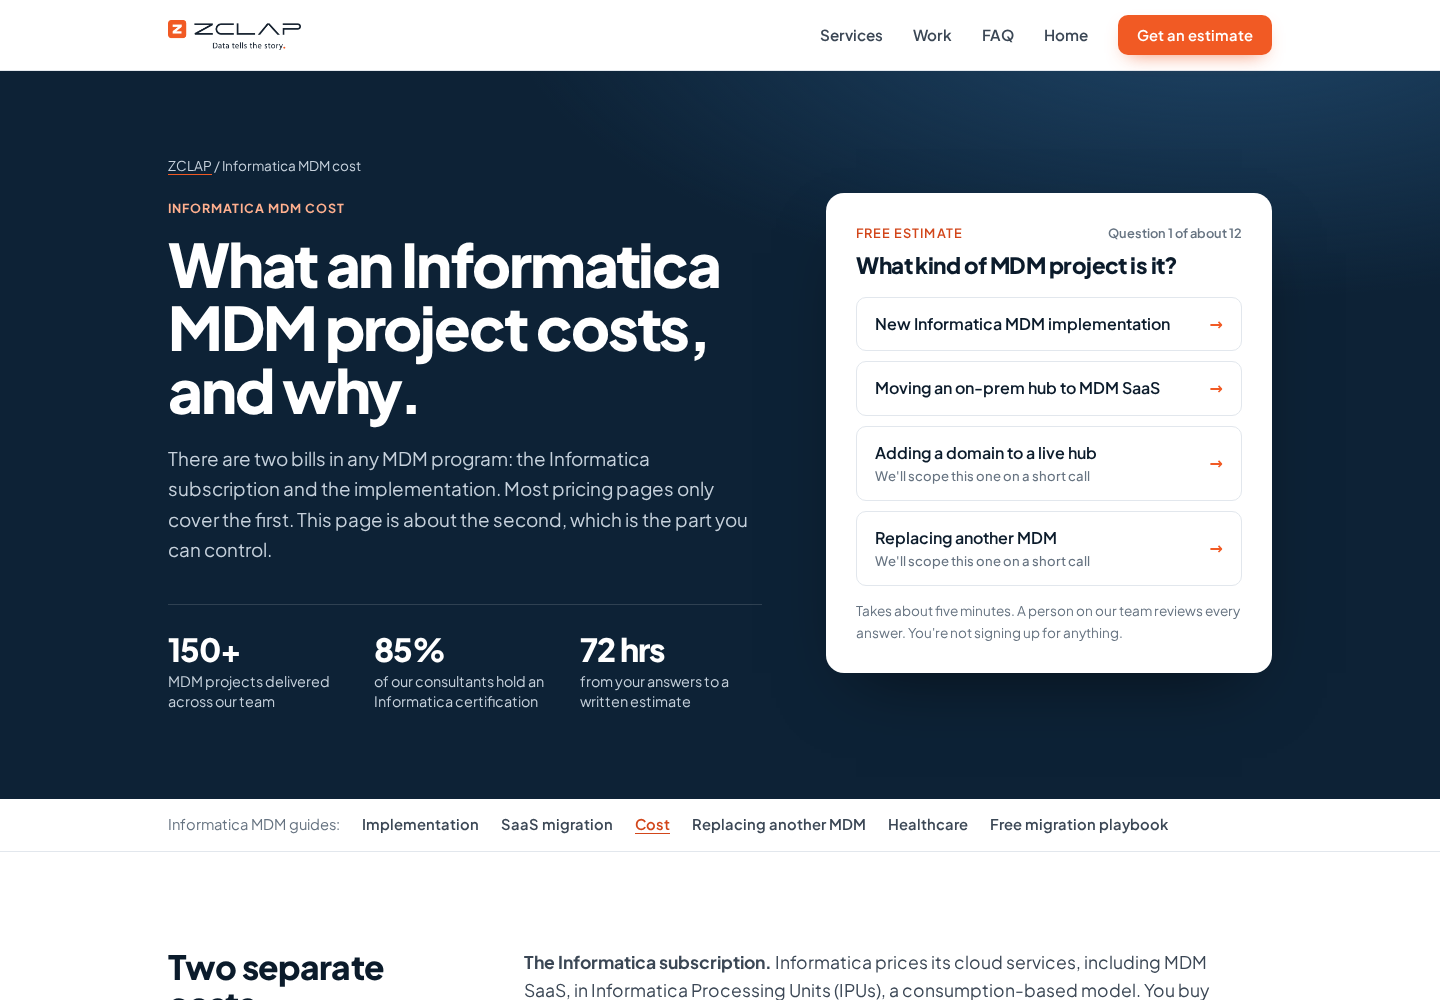 ZCLAP
Data tells the story.
Services Work FAQ Home Get an estimate
ZCLAP / Informatica MDM cost
INFORMATICA MDM COST
What an Informatica
MDM project costs,
and why.
There are two bills in any MDM program: the Informatica
subscription and the implementation. Most pricing pages only
cover the first. This page is about the second, which is the part you
can control.
150+
MDM projects delivered
across our team
85%
of our consultants hold an
Informatica certification
72 hrs
from your answers to a
written estimate
FREE ESTIMATE Question 1 of about 12
What kind of MDM project is it?
New Informatica MDM implementation →
Moving an on-prem hub to MDM SaaS →
Adding a domain to a live hub →
We'll scope this one on a short call
Replacing another MDM →
We'll scope this one on a short call
Takes about five minutes. A person on our team reviews every
answer. You're not signing up for anything.
Informatica MDM guides: Implementation SaaS migration Cost Replacing another MDM Healthcare Free migration playbook
Two separate
costs
The Informatica subscription. Informatica prices its cloud services, including MDM
SaaS, in Informatica Processing Units (IPUs), a consumption-based model. You buy